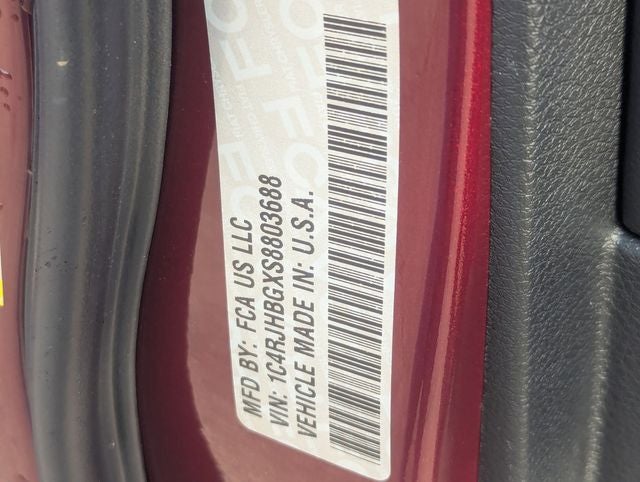 MFD BY: FCA US LLC
VIN: 1C4RJHBGXS8803688
VEHICLE MADE IN: U.S.A.